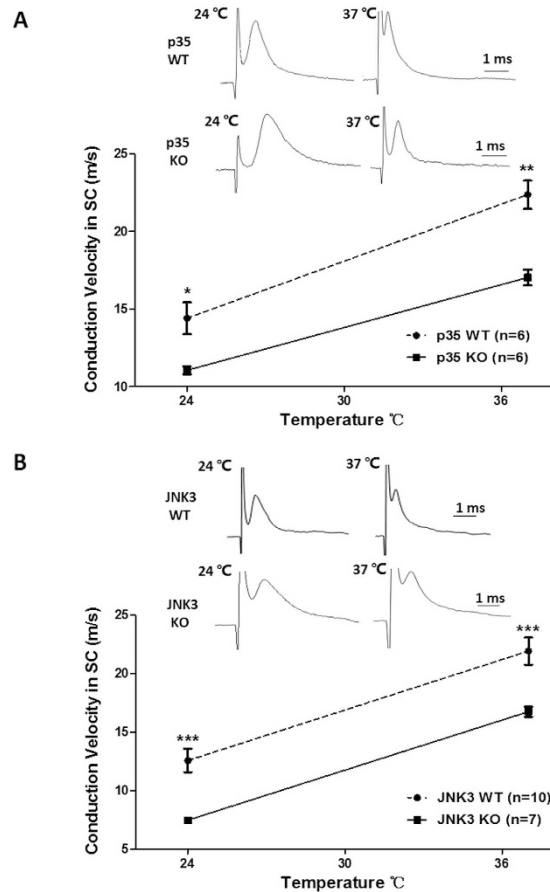 A
24 ℃
37 ℃
p35
WT
1 ms
24 ℃
37 ℃
p35
KO
1 ms
Conduction Velocity in SC (m/s)
25
20
15
10
**
*
p35 WT (n=6)
p35 KO (n=6)
24
30
36
Temperature ℃
B
24 ℃
37 ℃
JNK3
WT
1 ms
24 ℃
37 ℃
JNK3
KO
1 ms
Conduction Velocity in SC (m/s)
25
20
15
10
5
***
***
JNK3 WT (n=10)
JNK3 KO (n=7)
24
30
36
Temperature ℃